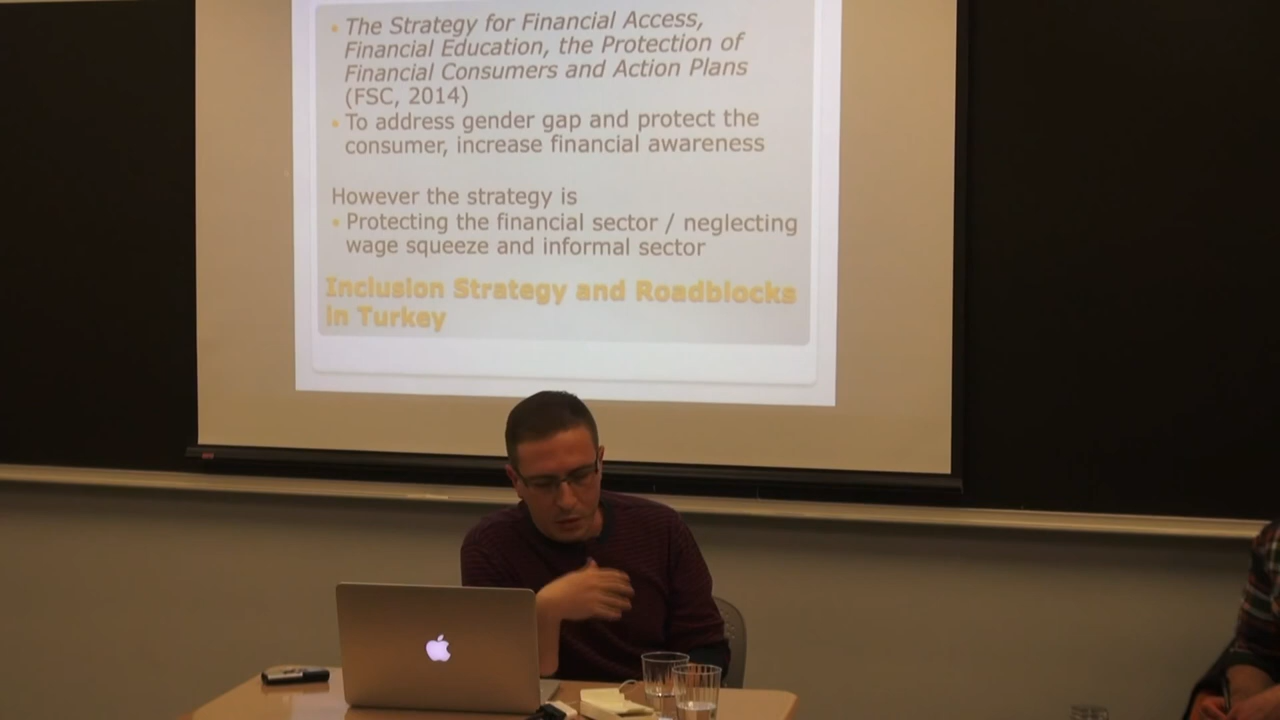 • The Strategy for Financial Access,
Financial Education, the Protection of
Financial Consumers and Action Plans
(FSC, 2014)
• To address gender gap and protect the
consumer, increase financial awareness
However the strategy is
• Protecting the financial sector / neglecting
wage squeeze and informal sector
Inclusion Strategy and Roadblocks
in Turkey